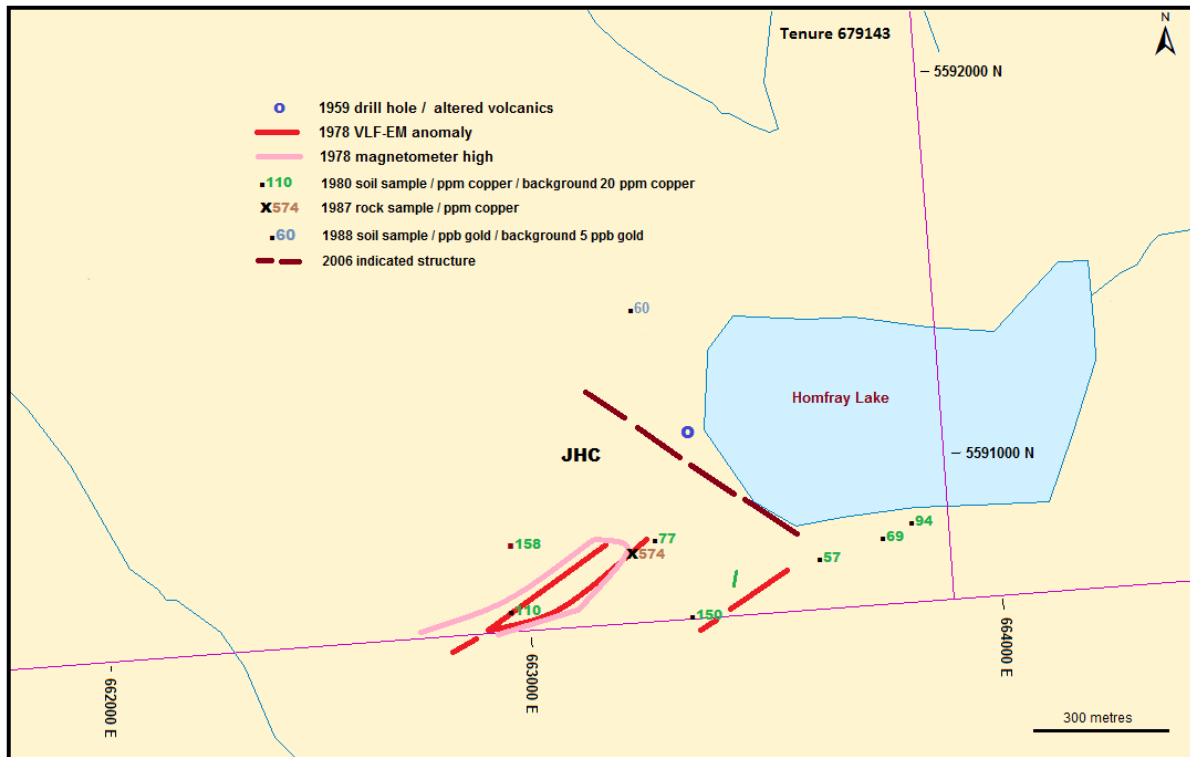 Tenure 679143
N
5592000 N
O 1959 drill hole / altered volcanics
1978 VLF-EM anomaly
1978 magnetometer high
110 1980 soil sample / ppm copper / background 20 ppm copper
X574 1987 rock sample / ppm copper
60 1988 soil sample / ppb gold / background 5 ppb gold
2006 indicated structure
60
Homfray Lake
O
JHC
5591000 N
94
69
77
158
X574
57
110
150
664000 E
663000 E
662000 E
300 metres